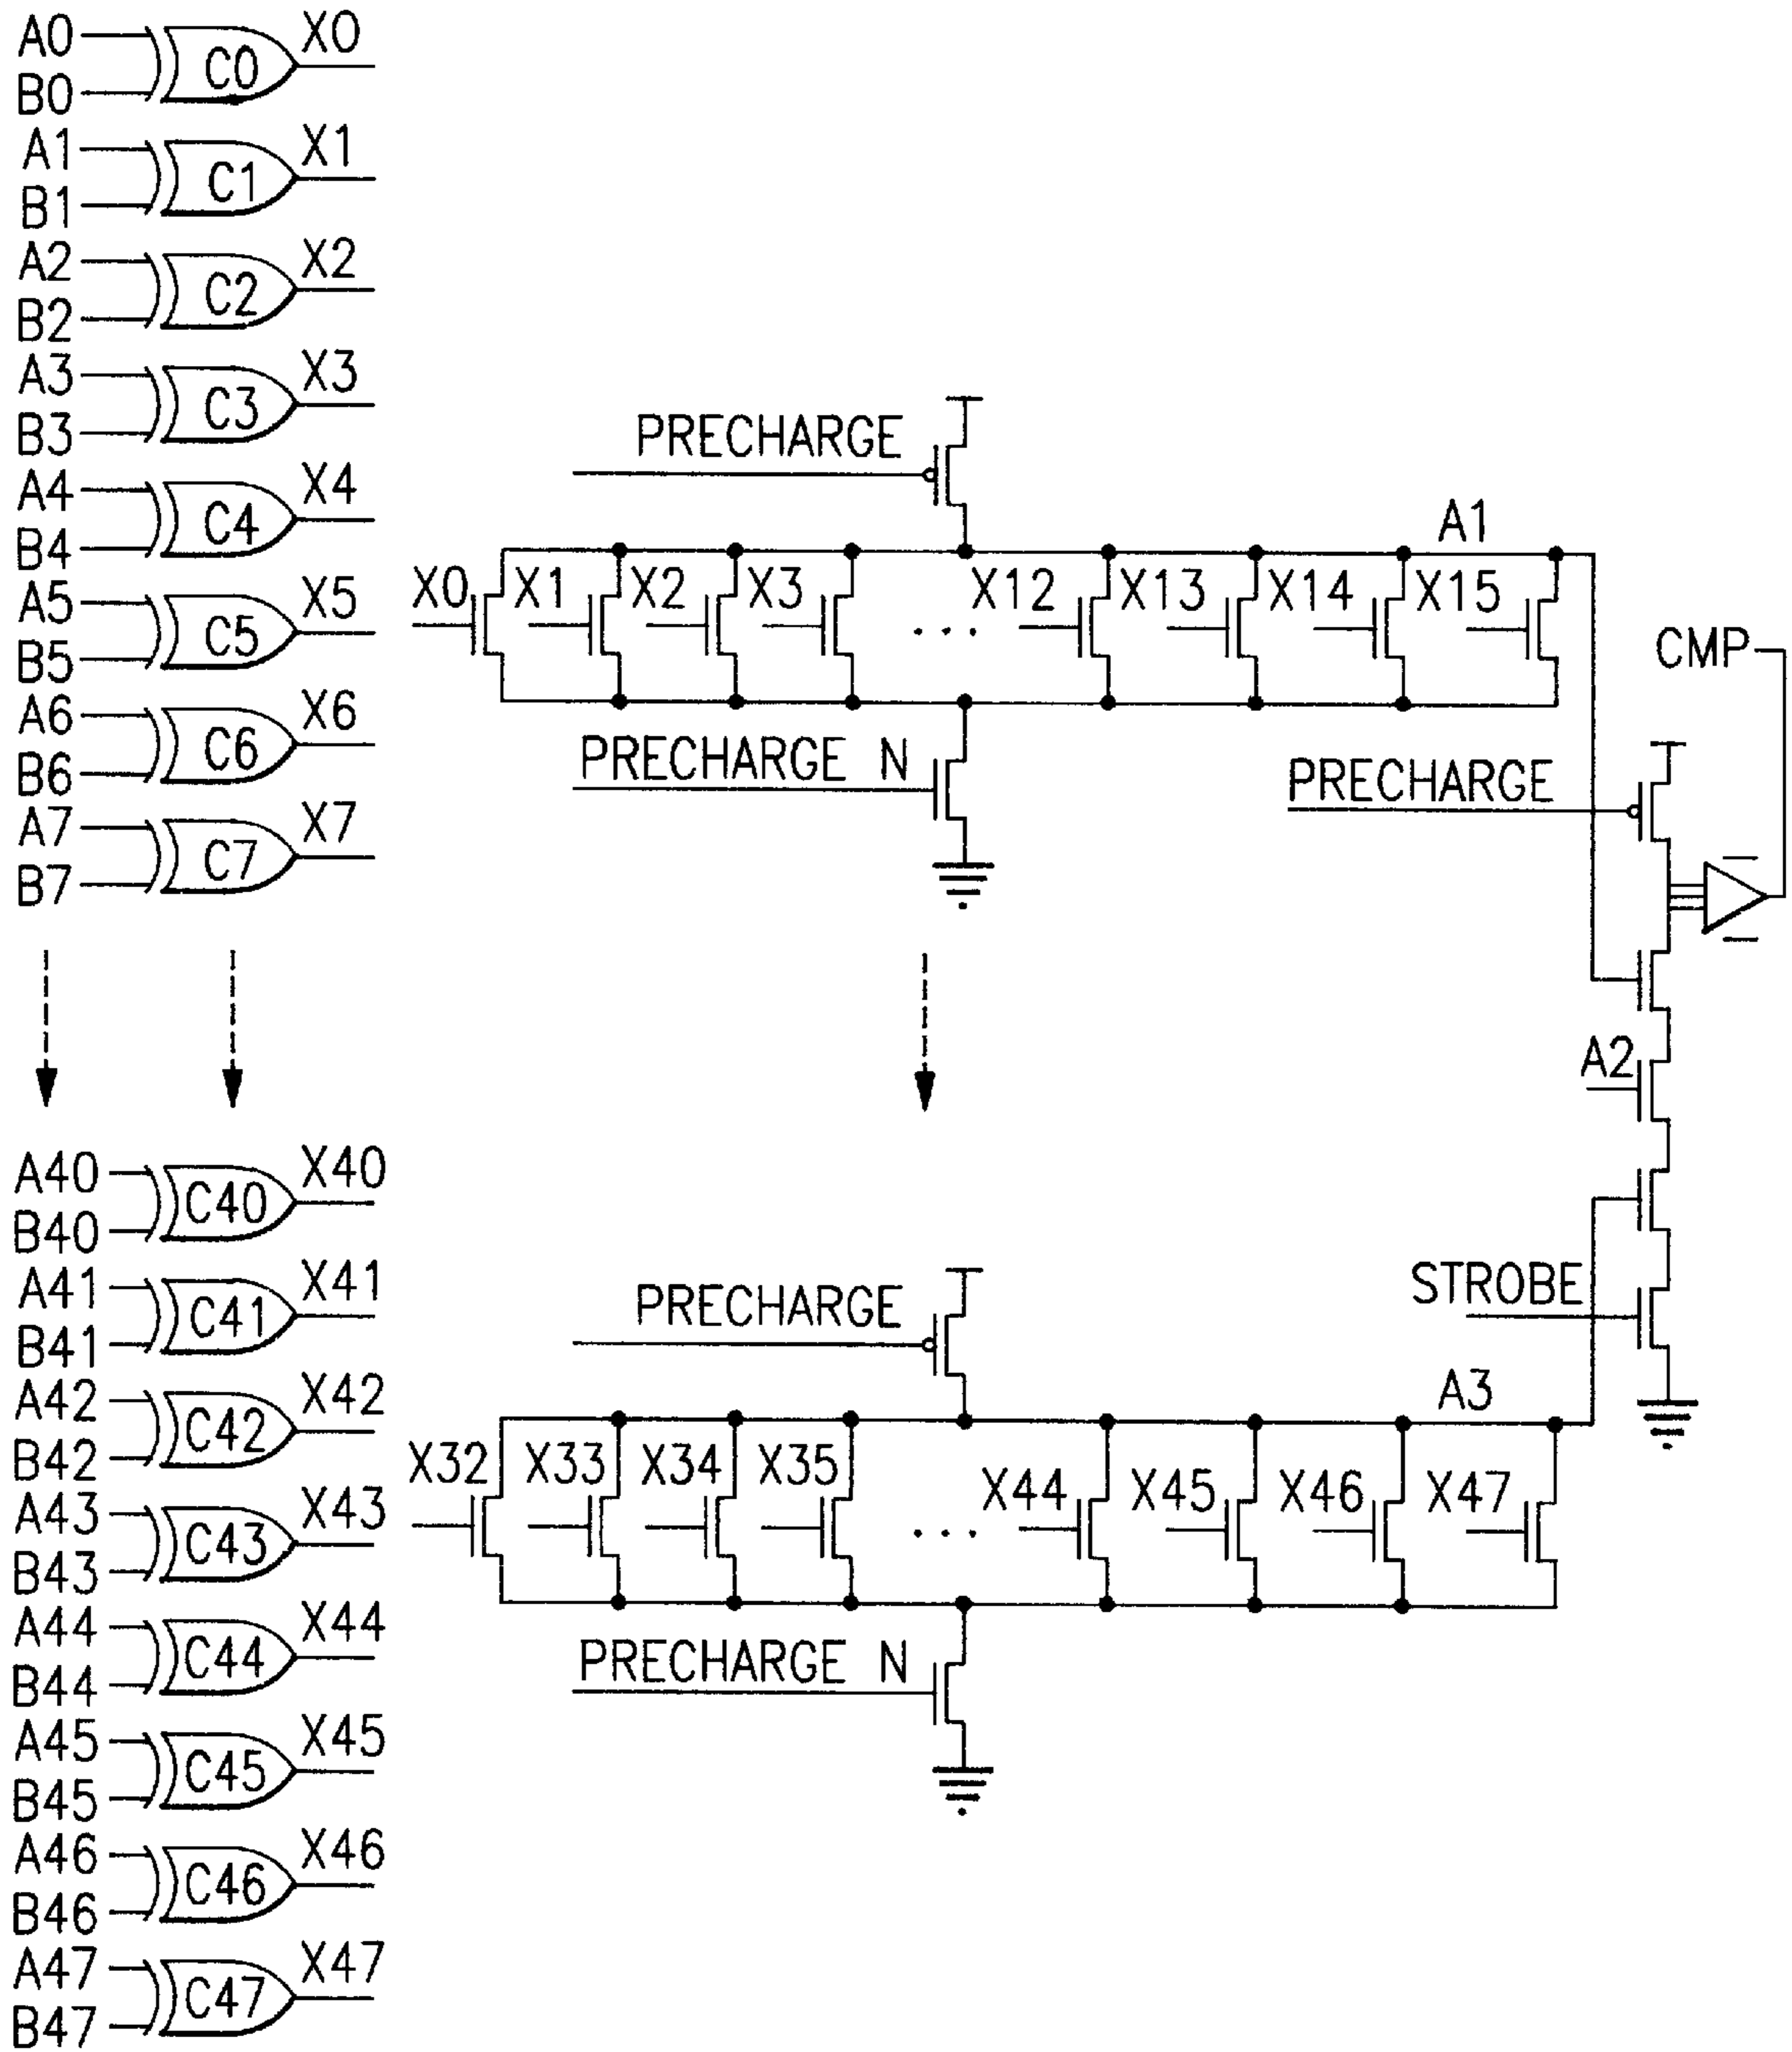 A0
B0
C0
X0
A1
B1
C1
X1
A2
B2
C2
X2
A3
B3
C3
X3
A4
B4
C4
X4
A5
B5
C5
X5
A6
B6
C6
X6
A7
B7
C7
X7
A40
B40
C40
X40
A41
B41
C41
X41
A42
B42
C42
X42
A43
B43
C43
X43
A44
B44
C44
X44
A45
B45
C45
X45
A46
B46
C46
X46
A47
B47
C47
X47
PRECHARGE
A1
X0 X1 X2 X3 ... X12 X13 X14 X15
PRECHARGE N
CMP
PRECHARGE
A2
STROBE
PRECHARGE
A3
X32 X33 X34 X35 ... X44 X45 X46 X47
PRECHARGE N